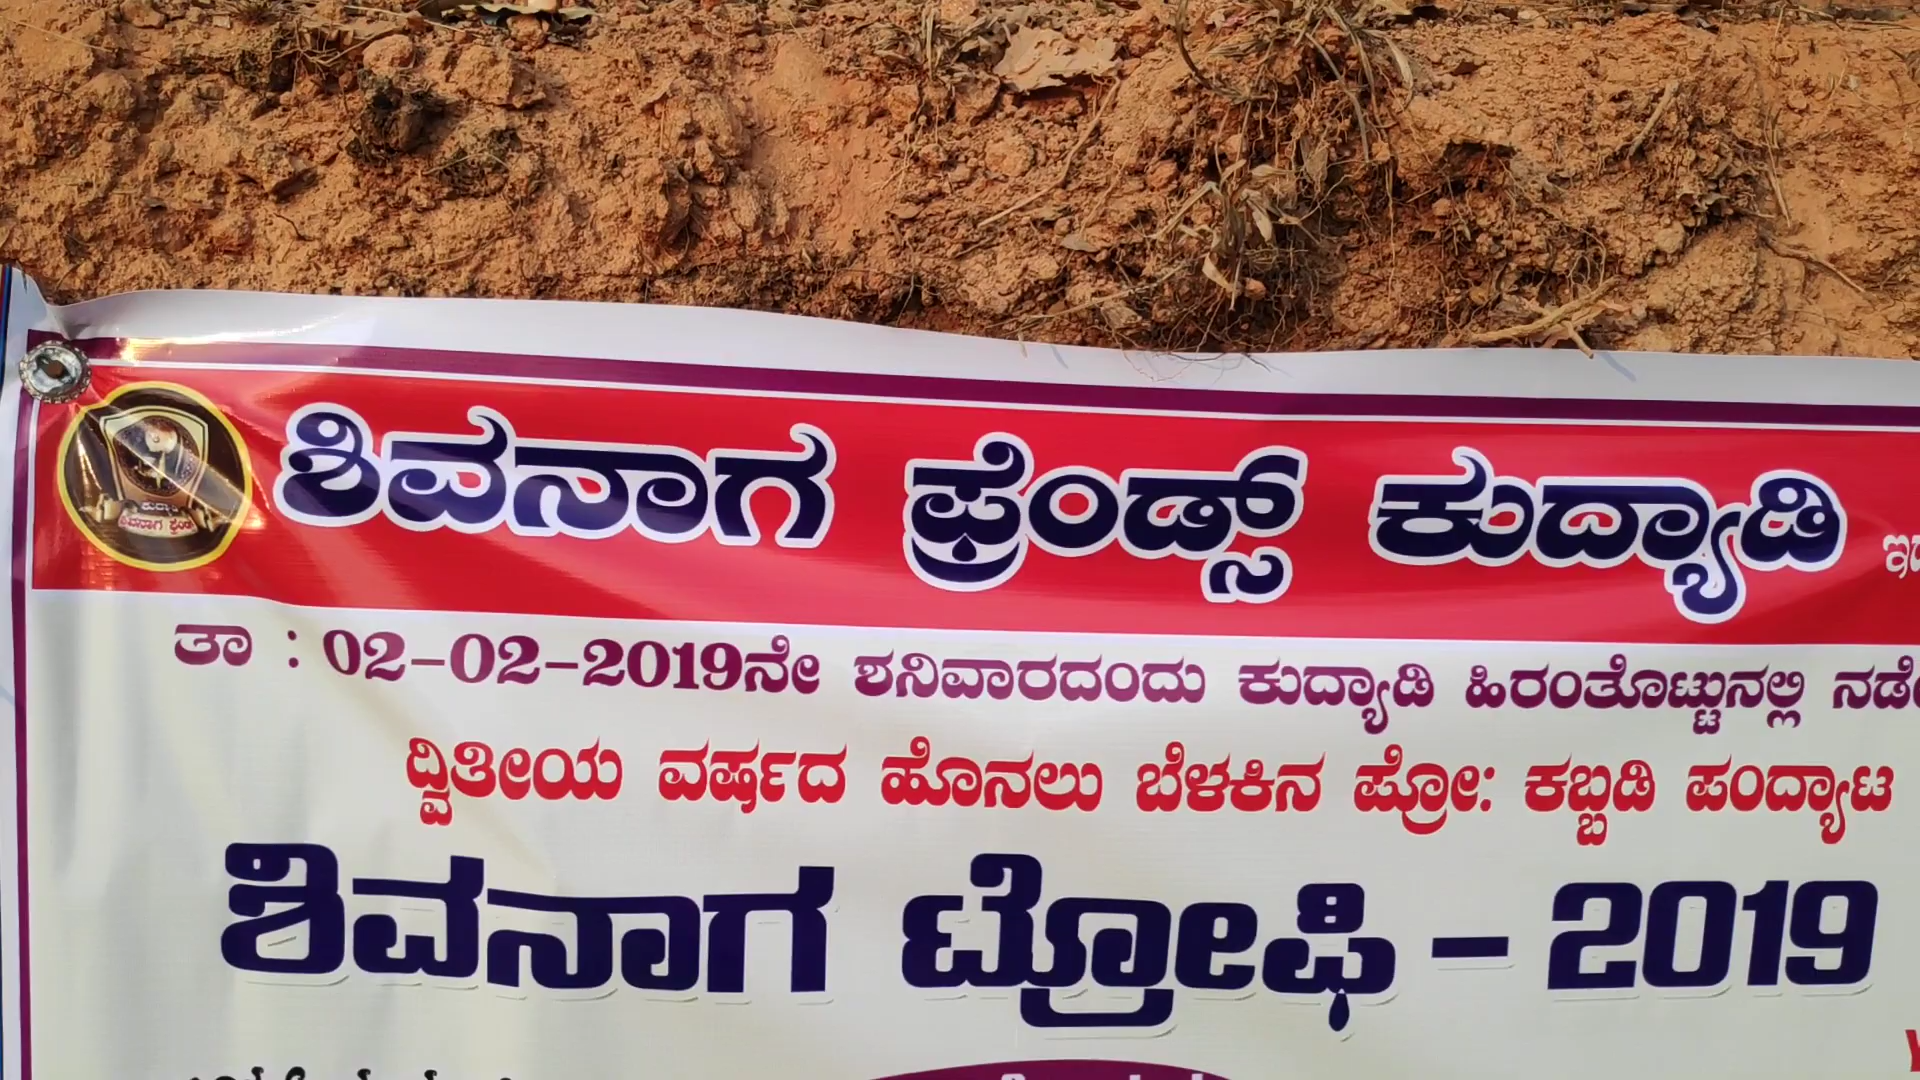 ಶಿವನಾಗ ಫ್ರೆಂಡ್ಸ್ ಕುದ್ಯಾಡಿ
ತಾ : 02-02-2019ನೇ ಶನಿವಾರದಂದು ಕುದ್ಯಾಡಿ ಹಿರಂತೊಟ್ಟುನಲ್ಲಿ
ದ್ವಿತೀಯ ವರ್ಷದ ಹೊನಲು ಬೆಳಕಿನ ಪ್ರೋ: ಕಬ್ಬಡಿ ಪಂದ್ಯಾಟ
ಶಿವನಾಗ ಟ್ರೋಫಿ - 2019